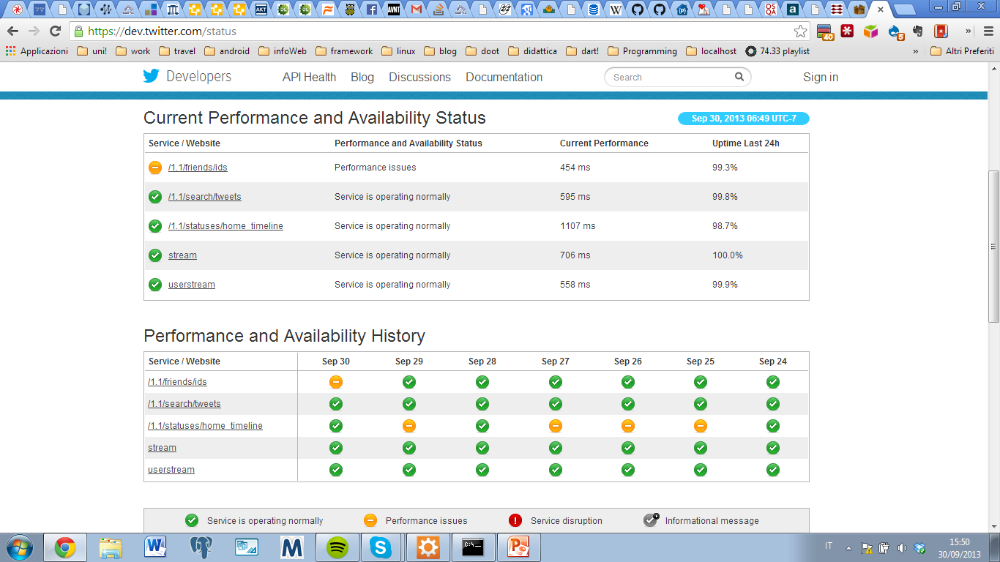 AKT
AVNT
OS QA
a
https://dev.twitter.com/status
40
5
Applicazioni uni! work travel android infoWeb framework linux blog doot didattica dart! Programming localhost 74.33 playlist » Altri Preferiti
Developers API Health Blog Discussions Documentation Search Sign in
Current Performance and Availability Status Sep 30, 2013 06:49 UTC-7
Service / Website Performance and Availability Status Current Performance Uptime Last 24h
/1.1/friends/ids Performance issues 454 ms 99.3%
/1.1/search/tweets Service is operating normally 595 ms 99.8%
/1.1/statuses/home_timeline Service is operating normally 1107 ms 98.7%
stream Service is operating normally 706 ms 100.0%
userstream Service is operating normally 558 ms 99.9%
Performance and Availability History
Service / Website Sep 30 Sep 29 Sep 28 Sep 27 Sep 26 Sep 25 Sep 24
/1.1/friends/ids
/1.1/search/tweets
/1.1/statuses/home_timeline
stream
userstream
Service is operating normally Performance issues Service disruption Informational message
IT 15:50
30/09/2013